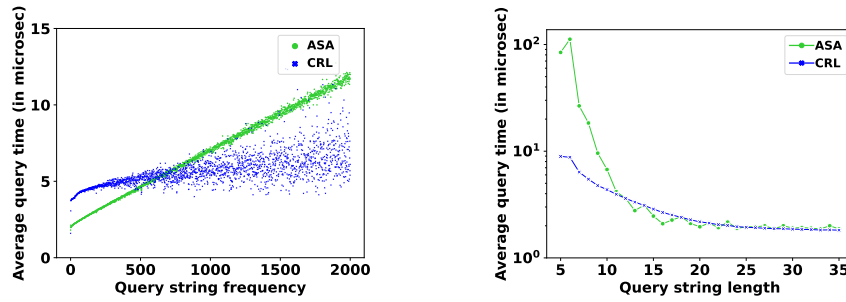 Average query time (in microsec)
15
10
5
0
ASA
CRL
0 500 1000 1500 2000
Query string frequency
Average query time (in microsec)
10²
10¹
10⁰
ASA
CRL
5 10 15 20 25 30 35
Query string length